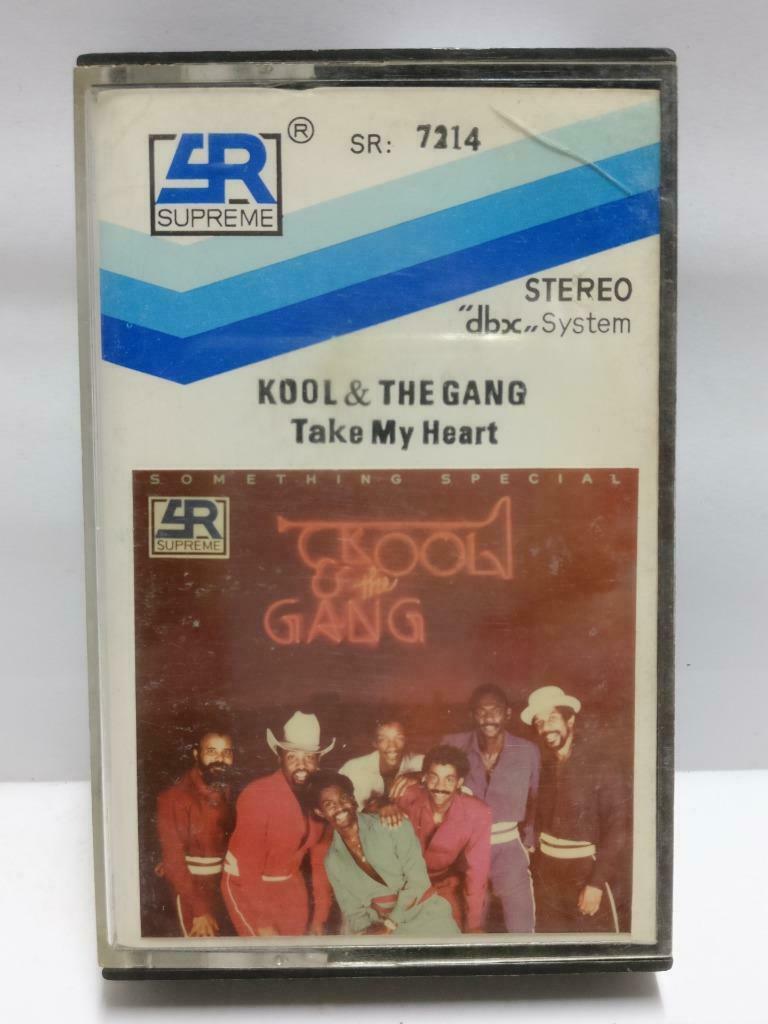 SR
SUPREME
®
SR: 7214
STEREO
"dbx" System
KOOL & THE GANG
Take My Heart
SOMETHING SPECIAL
SR
SUPREME
KOOL
& the
GANG